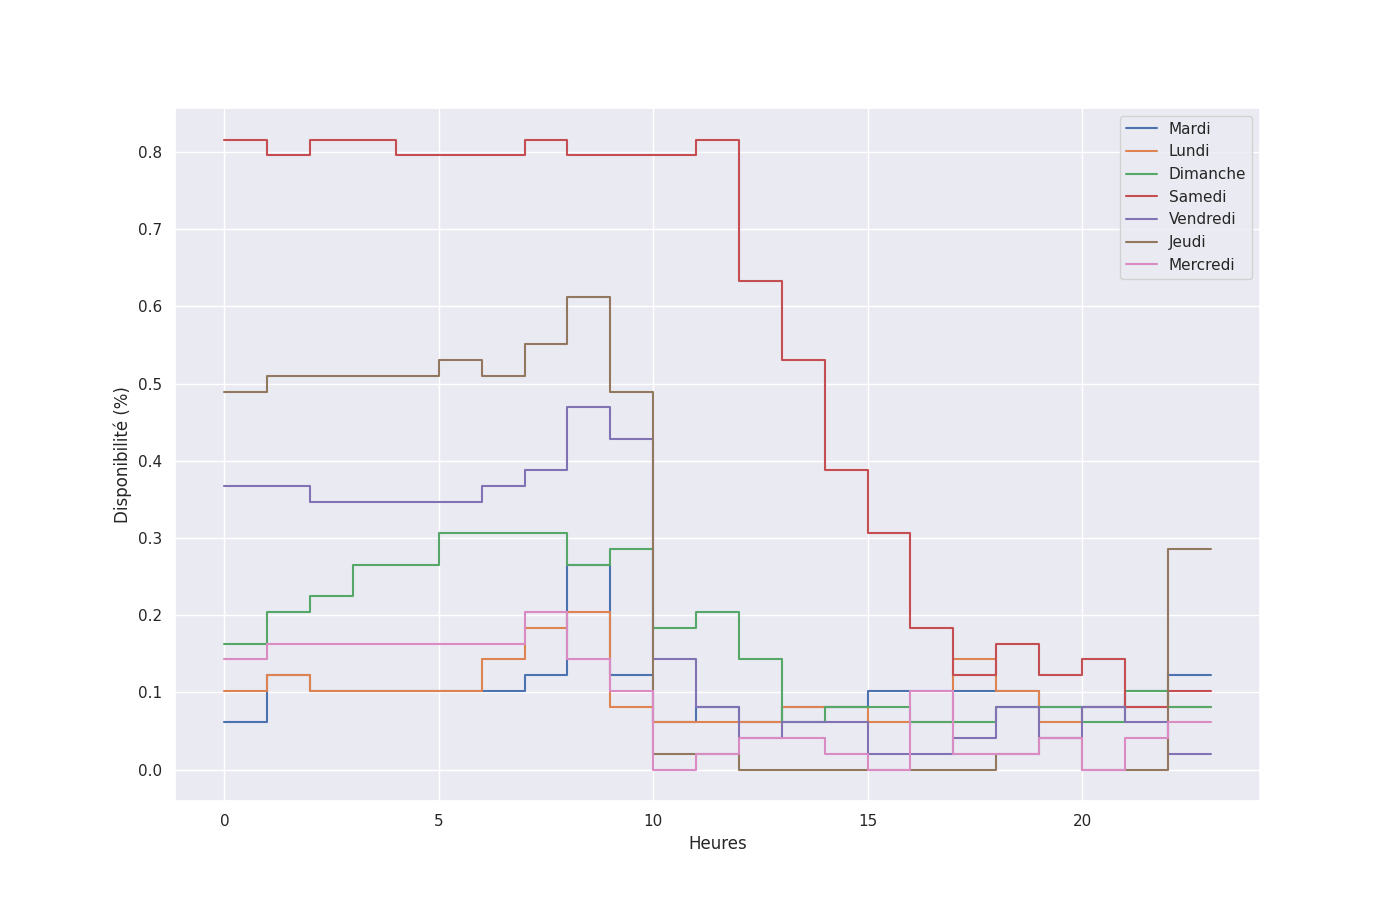 Disponibilité (%)
0.8
0.7
0.6
0.5
0.4
0.3
0.2
0.1
0.0
0 5 10 15 20
Heures
Mardi
Lundi
Dimanche
Samedi
Vendredi
Jeudi
Mercredi